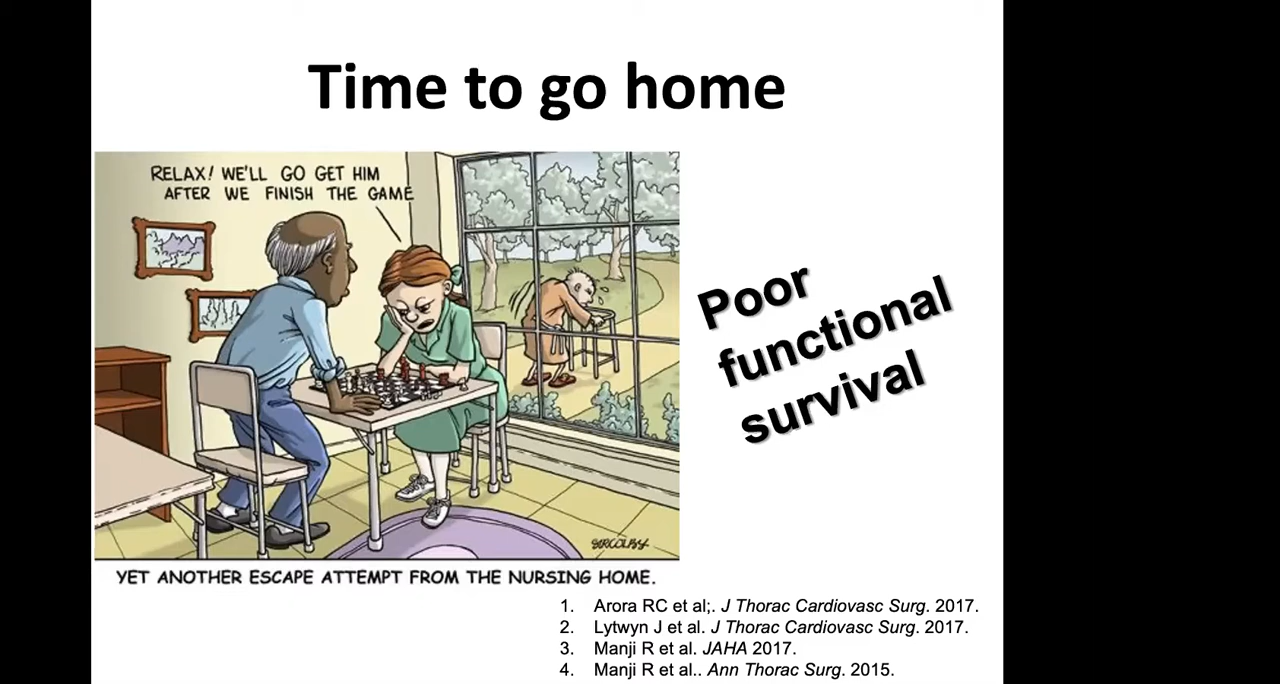 Time to go home
RELAX! WE'LL GO GET HIM
AFTER WE FINISH THE GAME
Poor
functional
survival
YET ANOTHER ESCAPE ATTEMPT FROM THE NURSING HOME.
1. Arora RC et al;. J Thorac Cardiovasc Surg. 2017.
2. Lytwyn J et al. J Thorac Cardiovasc Surg. 2017.
3. Manji R et al. JAHA 2017.
4. Manji R et al.. Ann Thorac Surg. 2015.